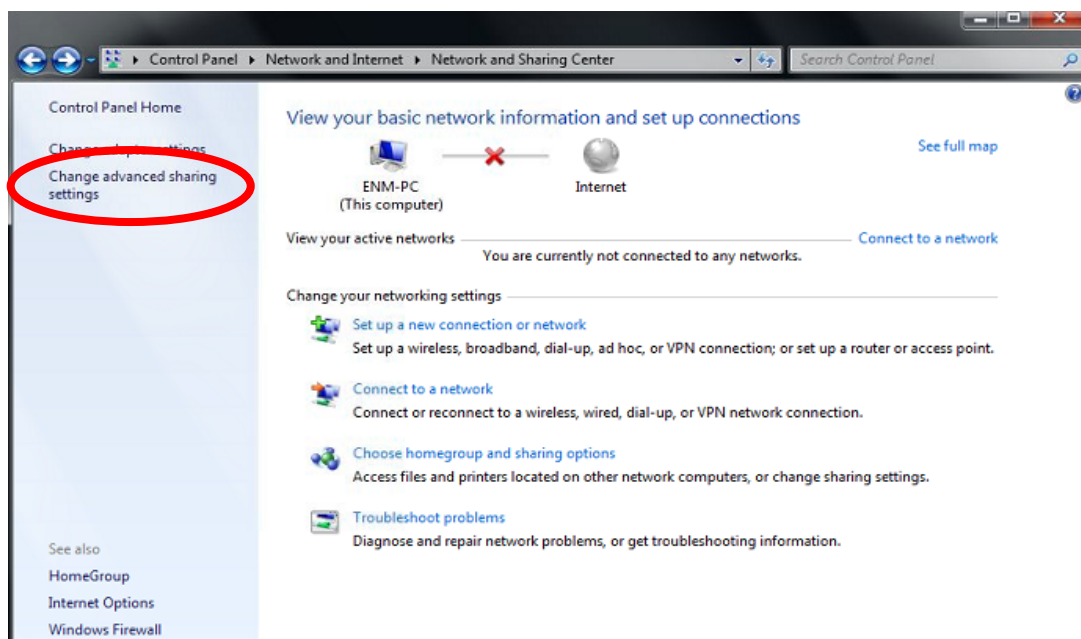 Control Panel Network and Internet Network and Sharing Center
Search Control Panel
Control Panel Home
Change adapter settings
Change advanced sharing
settings
See also
HomeGroup
Internet Options
Windows Firewall
View your basic network information and set up connections
See full map
ENM-PC
(This computer)
Internet
View your active networks
Connect to a network
You are currently not connected to any networks.
Change your networking settings
Set up a new connection or network
Set up a wireless, broadband, dial-up, ad hoc, or VPN connection; or set up a router or access point.
Connect to a network
Connect or reconnect to a wireless, wired, dial-up, or VPN network connection.
Choose homegroup and sharing options
Access files and printers located on other network computers, or change sharing settings.
Troubleshoot problems
Diagnose and repair network problems, or get troubleshooting information.